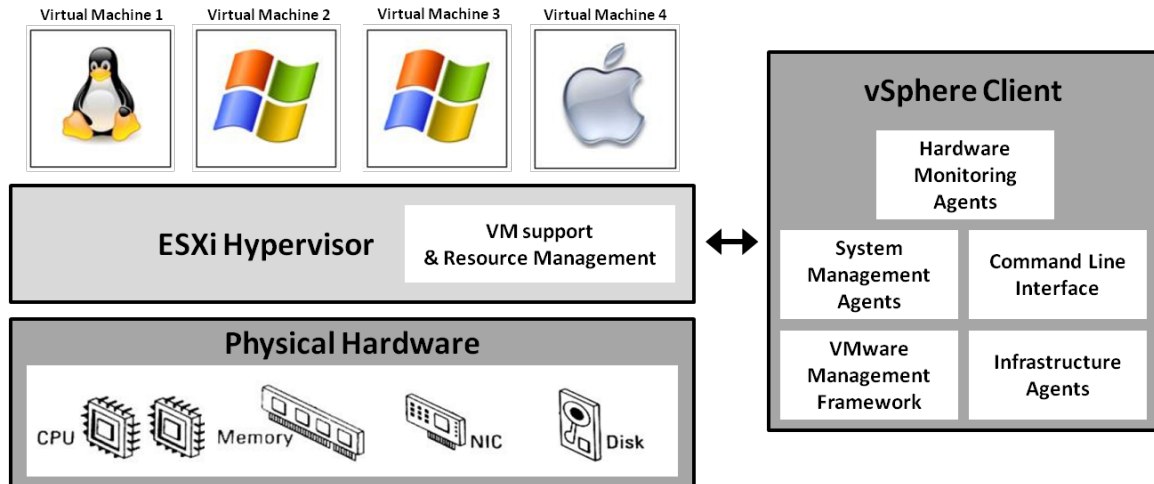 Virtual Machine 1
Virtual Machine 2
Virtual Machine 3
Virtual Machine 4
ESXi Hypervisor
VM support
& Resource Management
Physical Hardware
CPU
Memory
NIC
Disk
vSphere Client
Hardware
Monitoring
Agents
System
Management
Agents
Command Line
Interface
VMware
Management
Framework
Infrastructure
Agents